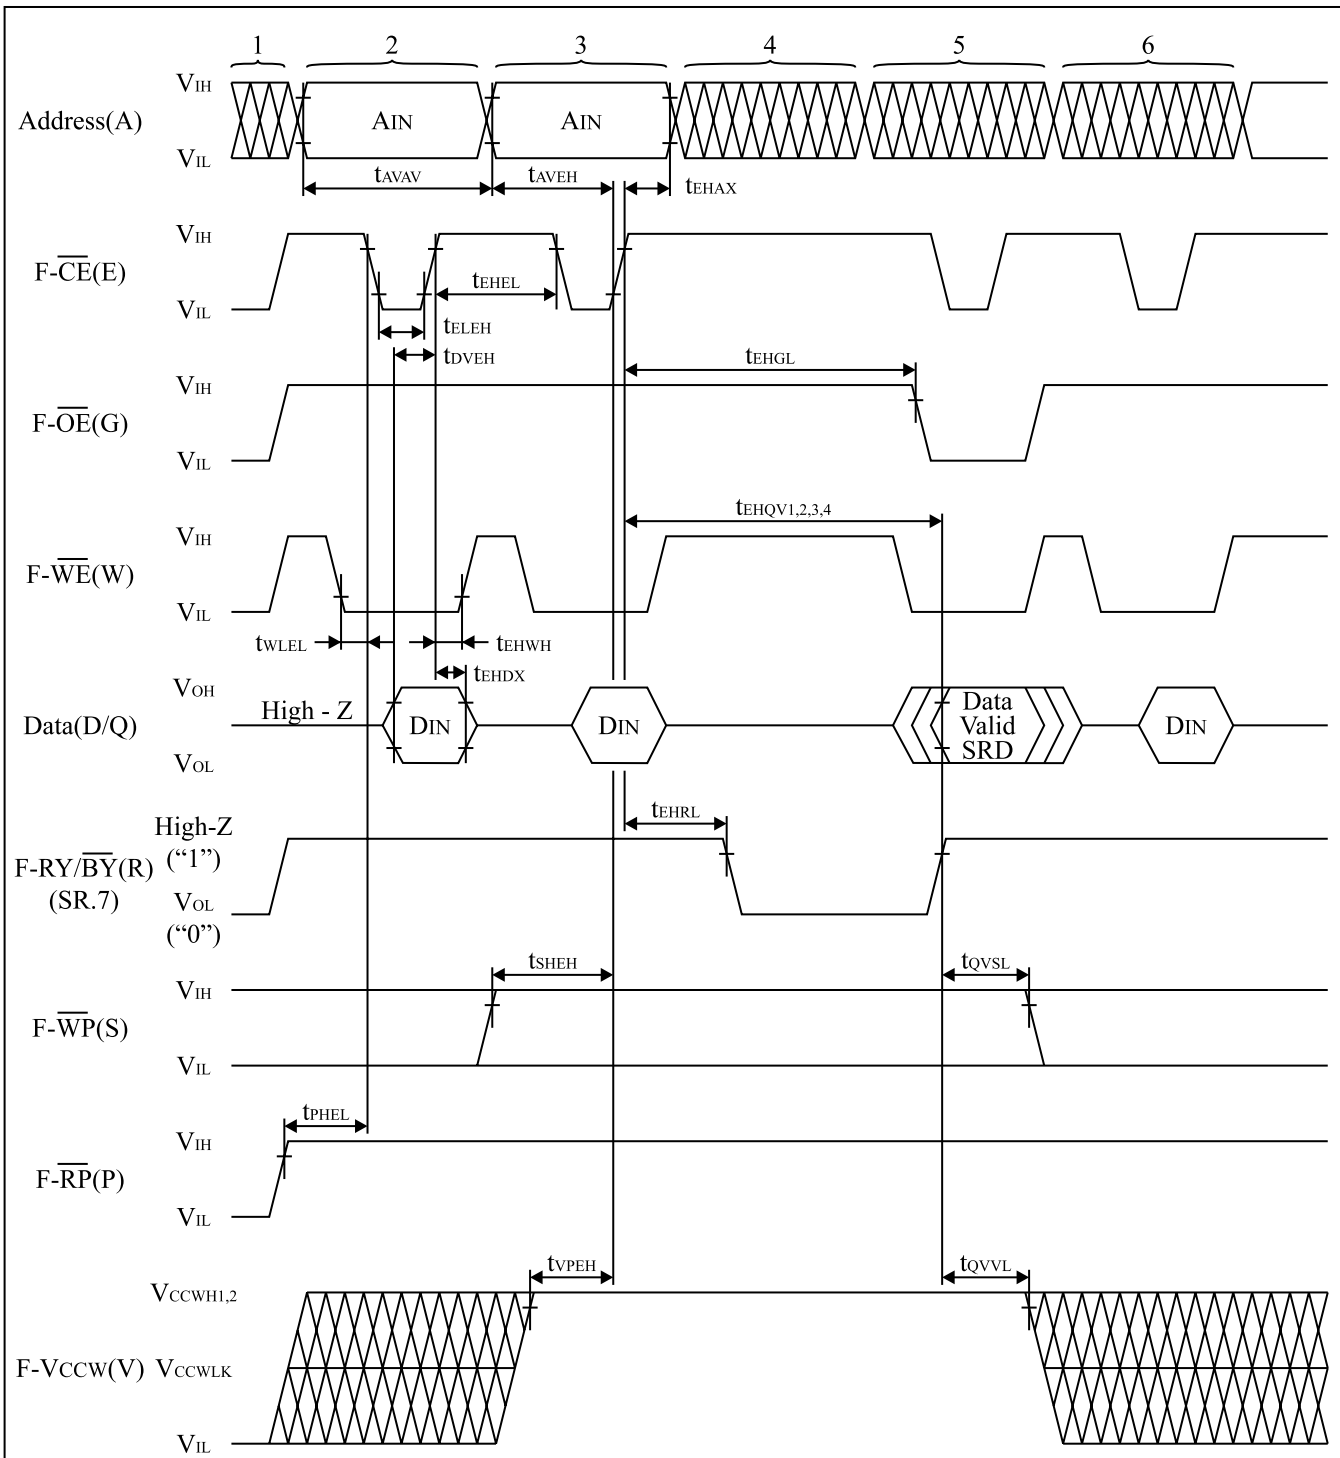 1 2 3 4 5 6
VIH
Address(A) AIN AIN
VIL
tAVAV tAVEH tEHAX
VIH
F-CE(E)
tEHEL
VIL
tELEH
tDVEH
tEHGL
VIH
F-OE(G)
VIL
tEHQV1,2,3,4
VIH
F-WE(W)
VIL
tWLEL tEHWH
tEHDX
VOH
High - Z
Data(D/Q) DIN DIN Data Valid SRD DIN
VOL
tEHRL
High-Z
(“1”)
F-RY/BY(R)
(SR.7)
VOL
(“0”)
tSHEH tQVSL
VIH
F-WP(S)
VIL
tPHEL
VIH
F-RP(P)
VIL
tVPEH tQVVL
VCCWH1,2
F-VCCW(V) VCCWLK
VIL